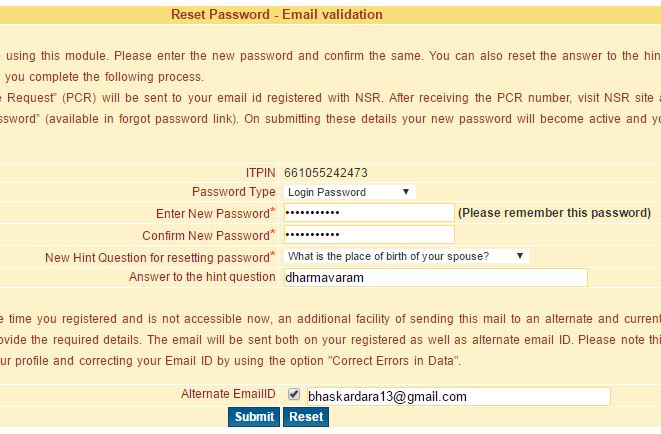 Reset Password - Email validation
using this module. Please enter the new password and confirm the same. You can also reset the answer to the hin
you complete the following process.
e Request" (PCR) will be sent to your email id registered with NSR. After receiving the PCR number, visit NSR site a
ssword" (available in forgot password link). On submitting these details your new password will become active and yo
ITPIN 661055242473
Password Type Login Password
Enter New Password* ••••••••••• (Please remember this password)
Confirm New Password* •••••••••••
New Hint Question for resetting password* What is the place of birth of your spouse?
Answer to the hint question dharmavaram
e time you registered and is not accessible now, an additional facility of sending this mail to an alternate and current
ovide the required details. The email will be sent both on your registered as well as alternate email ID. Please note thi
ur profile and correcting your Email ID by using the option "Correct Errors in Data".
Alternate EmailID bhaskardara13@gmail.com
Submit Reset